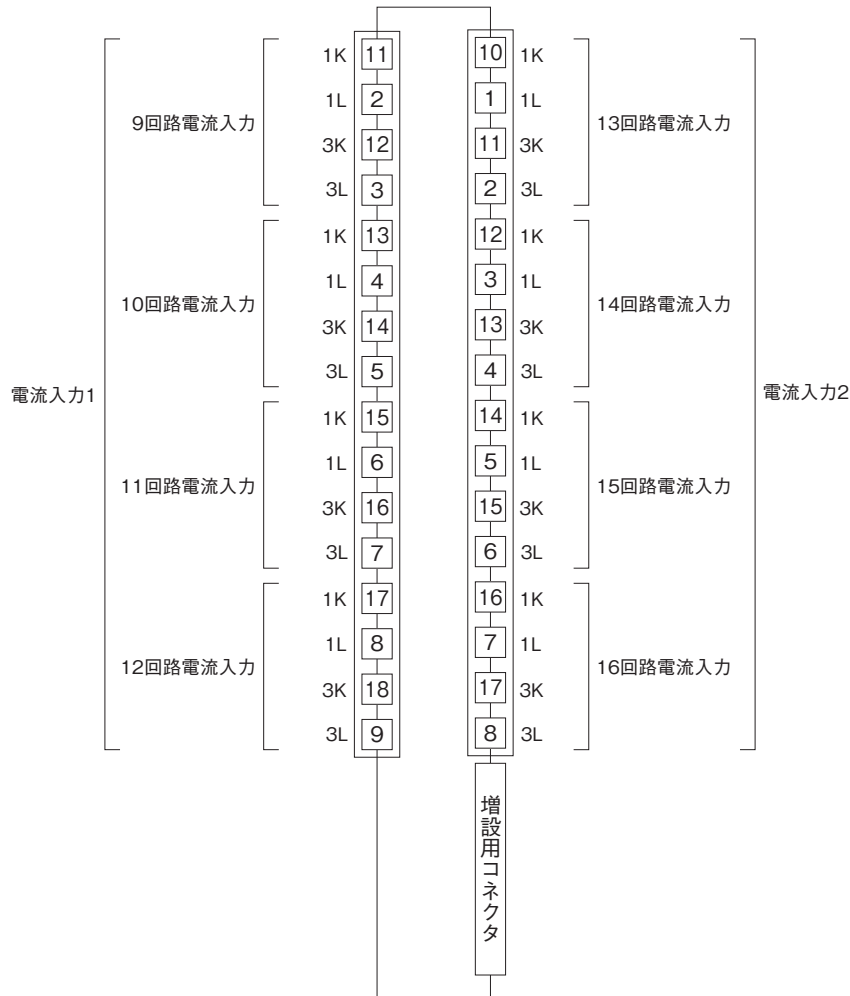 1K 11 10 1K
1L 2 1 1L
9回路電流入力 13回路電流入力
3K 12 11 3K
3L 3 2 3L
1K 13 12 1K
1L 4 3 1L
10回路電流入力 14回路電流入力
3K 14 13 3K
3L 5 4 3L
電流入力1 電流入力2
1K 15 14 1K
1L 6 5 1L
11回路電流入力 15回路電流入力
3K 16 15 3K
3L 7 6 3L
1K 17 16 1K
1L 8 7 1L
12回路電流入力 16回路電流入力
3K 18 17 3K
3L 9 8 3L
増設用コネクタ